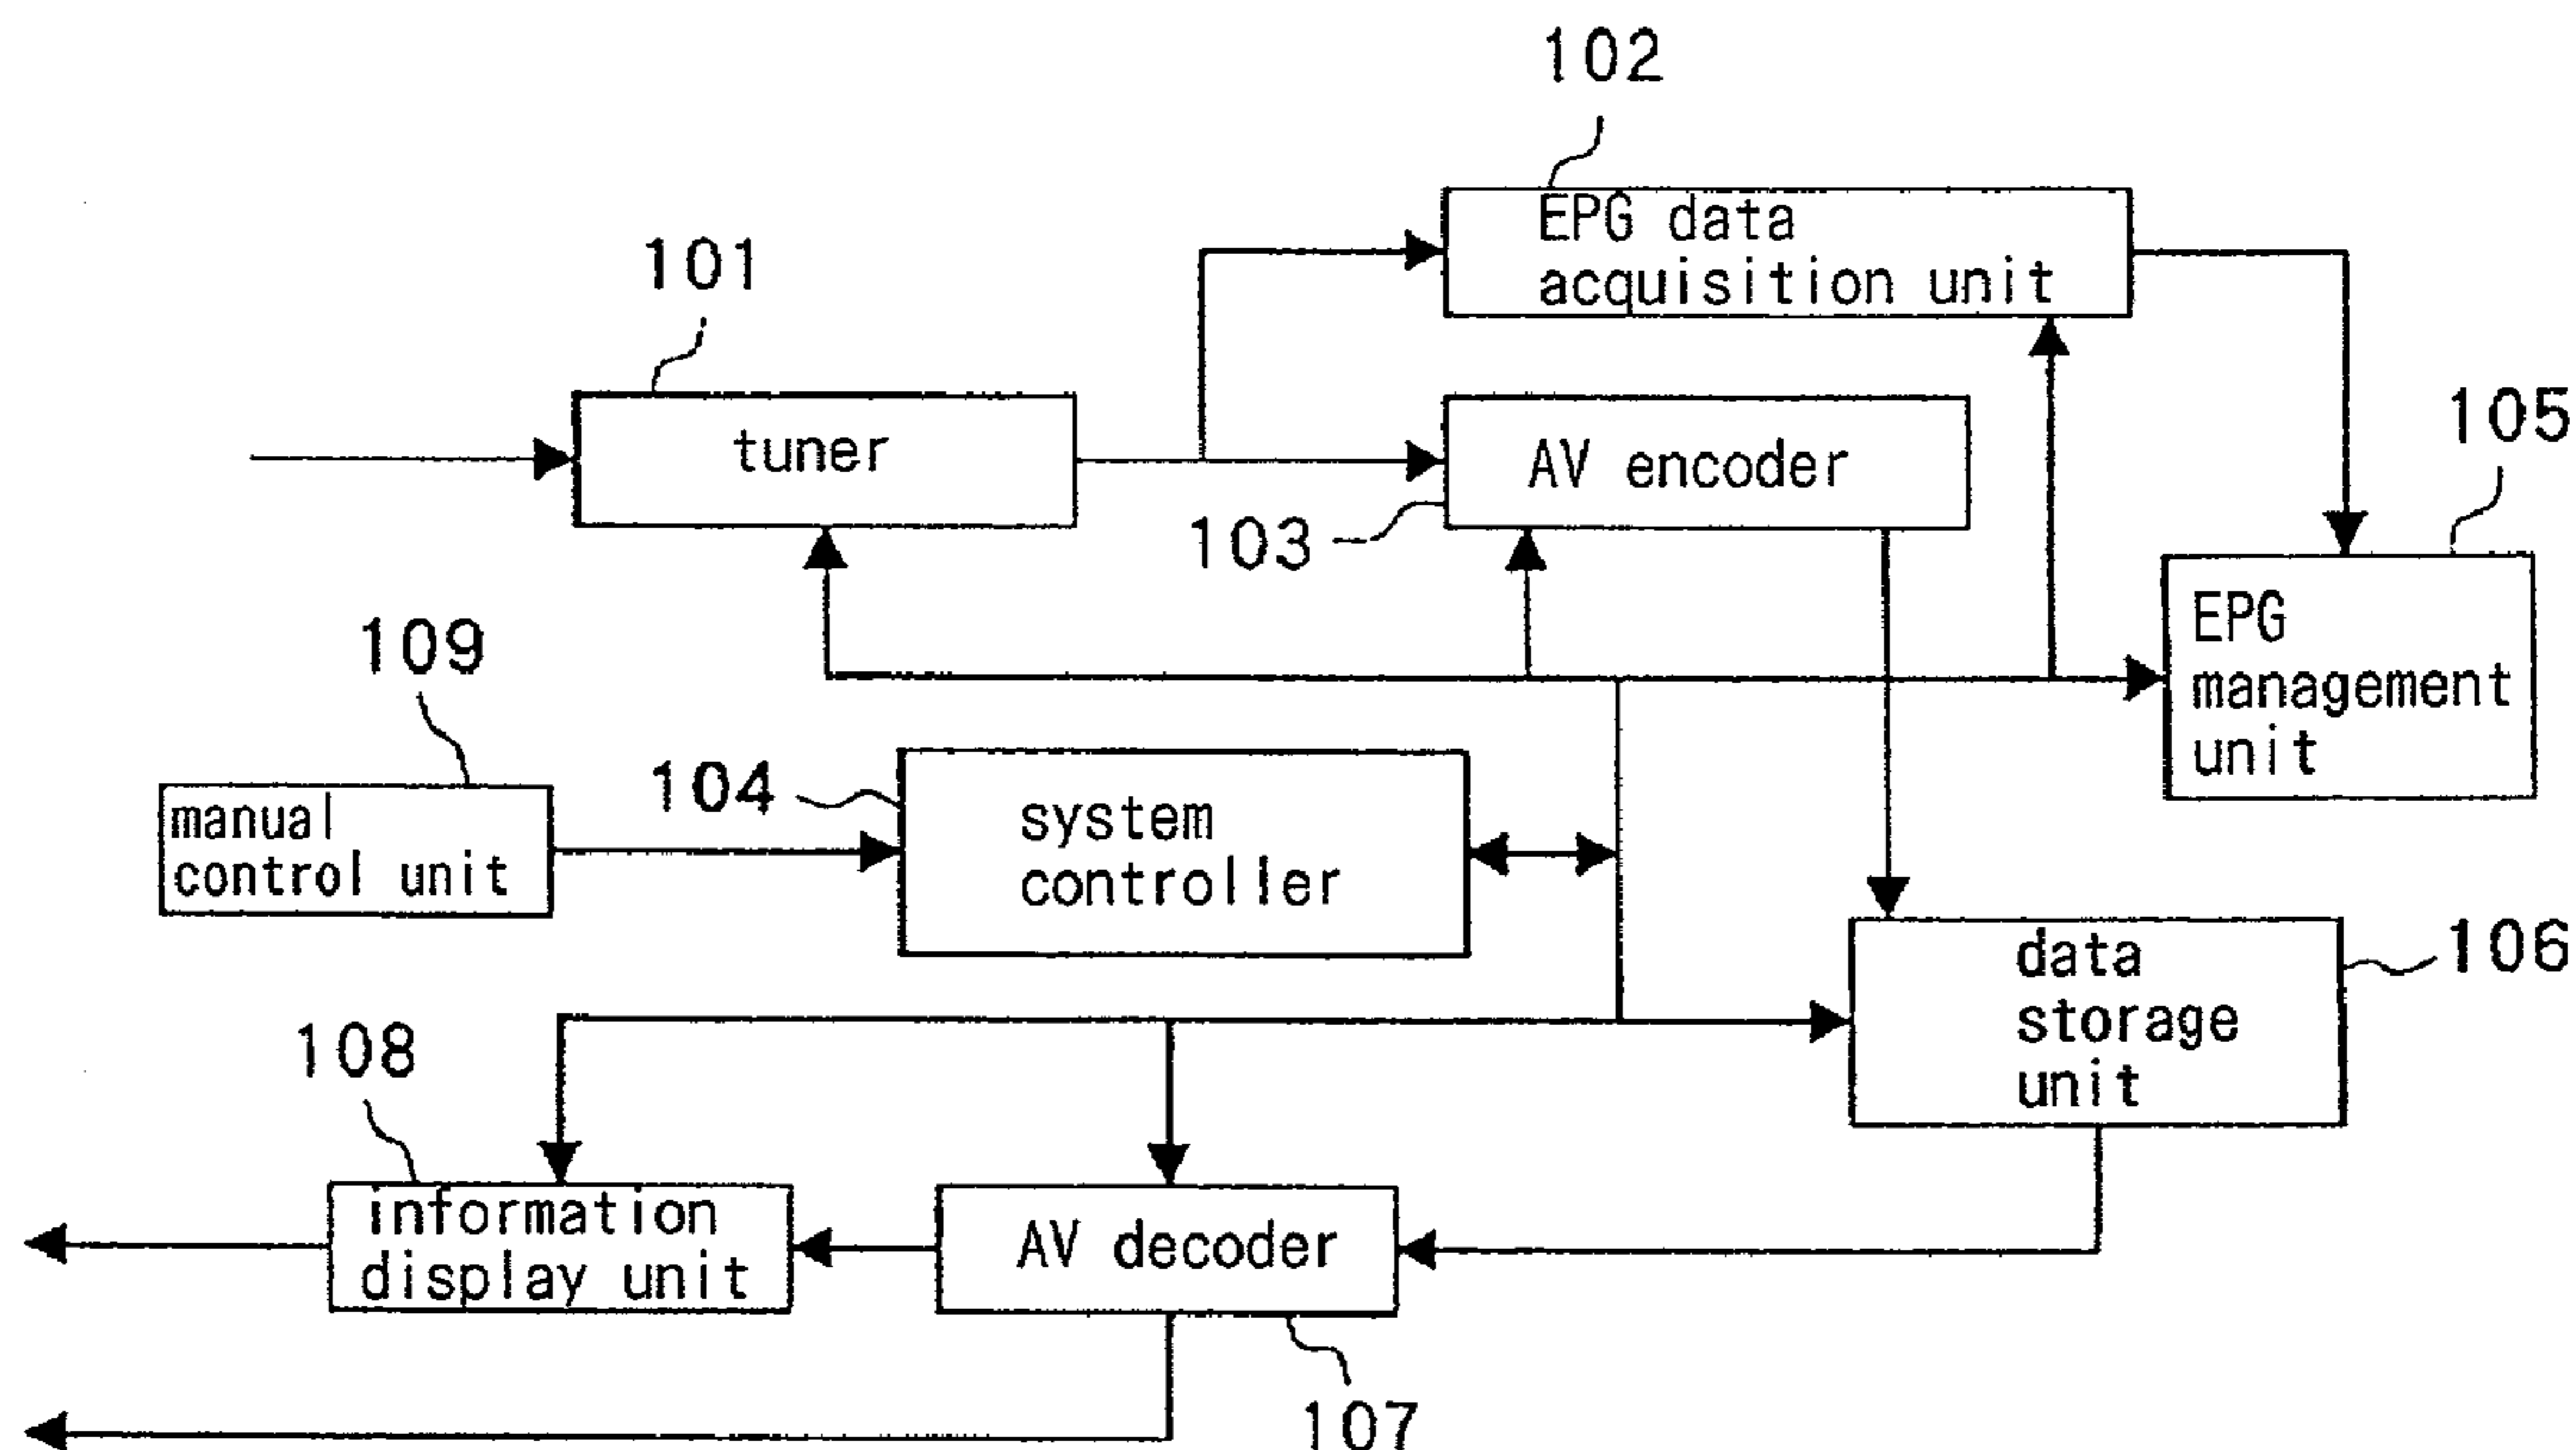 102
EPG data
acquisition unit
101
tuner
AV encoder
103
105
EPG
management
unit
109
manual
control unit
104
system
controller
data
storage
unit
106
108
information
display unit
AV decoder
107